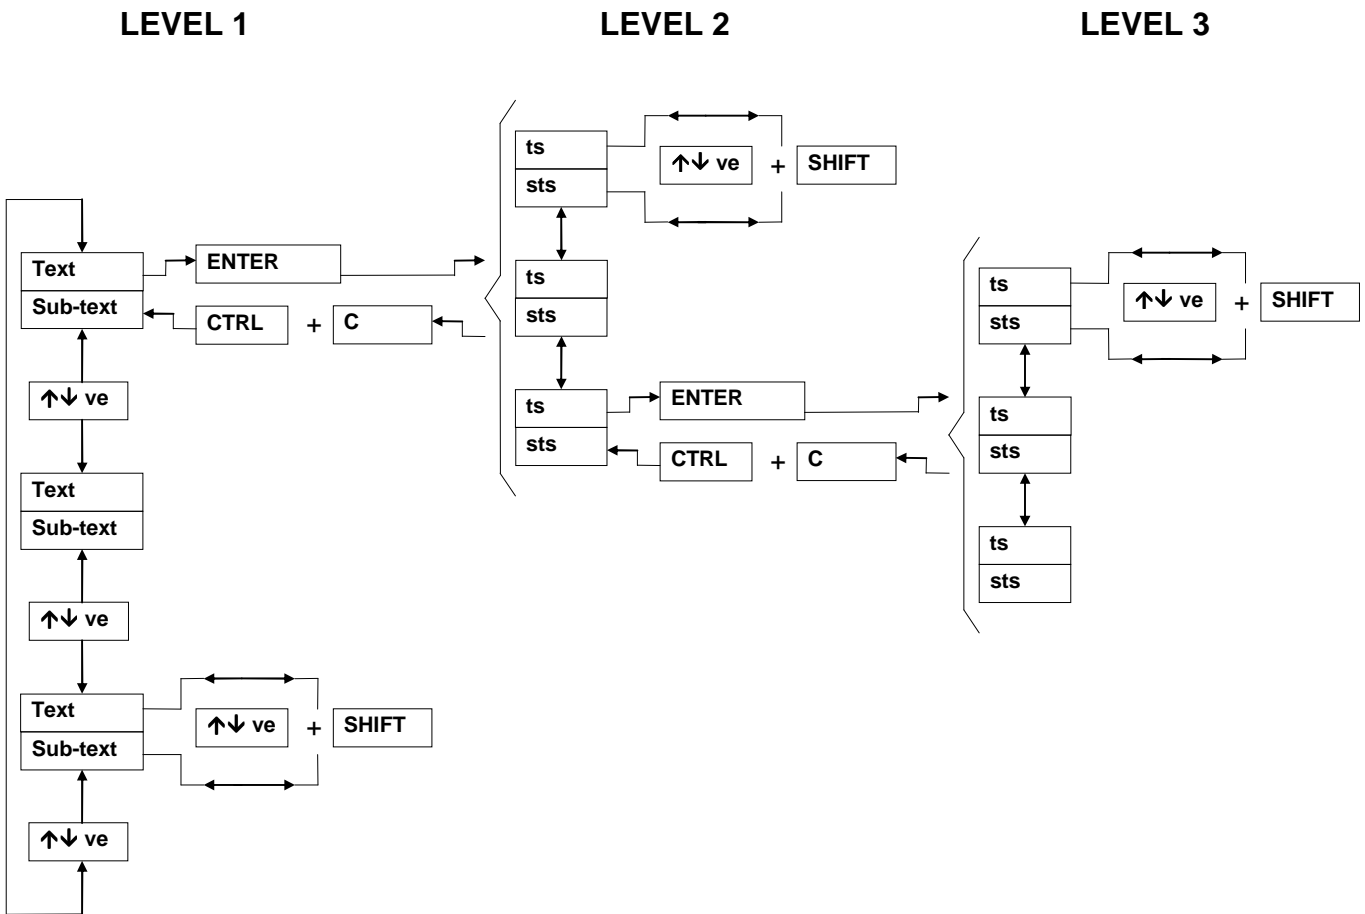 LEVEL 1 LEVEL 2 LEVEL 3
Text
Sub-text
ENTER
CTRL + C
↑↓ ve
Text
Sub-text
↑↓ ve
Text
Sub-text
↑↓ ve + SHIFT
↑↓ ve
ts
sts
↑↓ ve + SHIFT
ts
sts
ts
sts
ENTER
CTRL + C
ts
sts
↑↓ ve + SHIFT
ts
sts
ts
sts